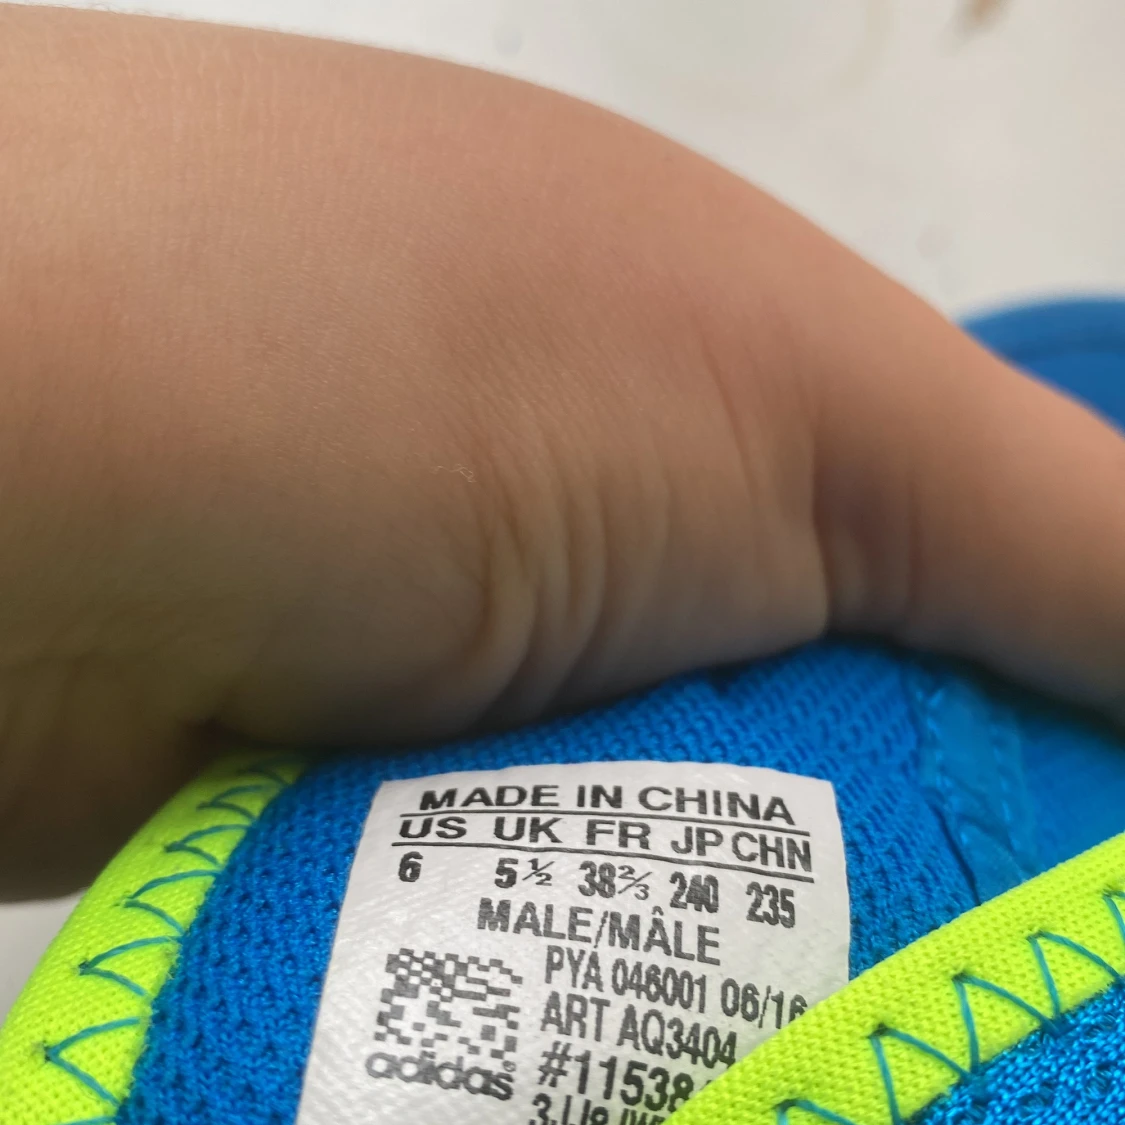 MADE IN CHINA
US UK FR JP CHN
6 5½ 38⅔ 240 235
MALE/MÂLE
PYA 046001 06/16
ART AQ3404
adidas #11538